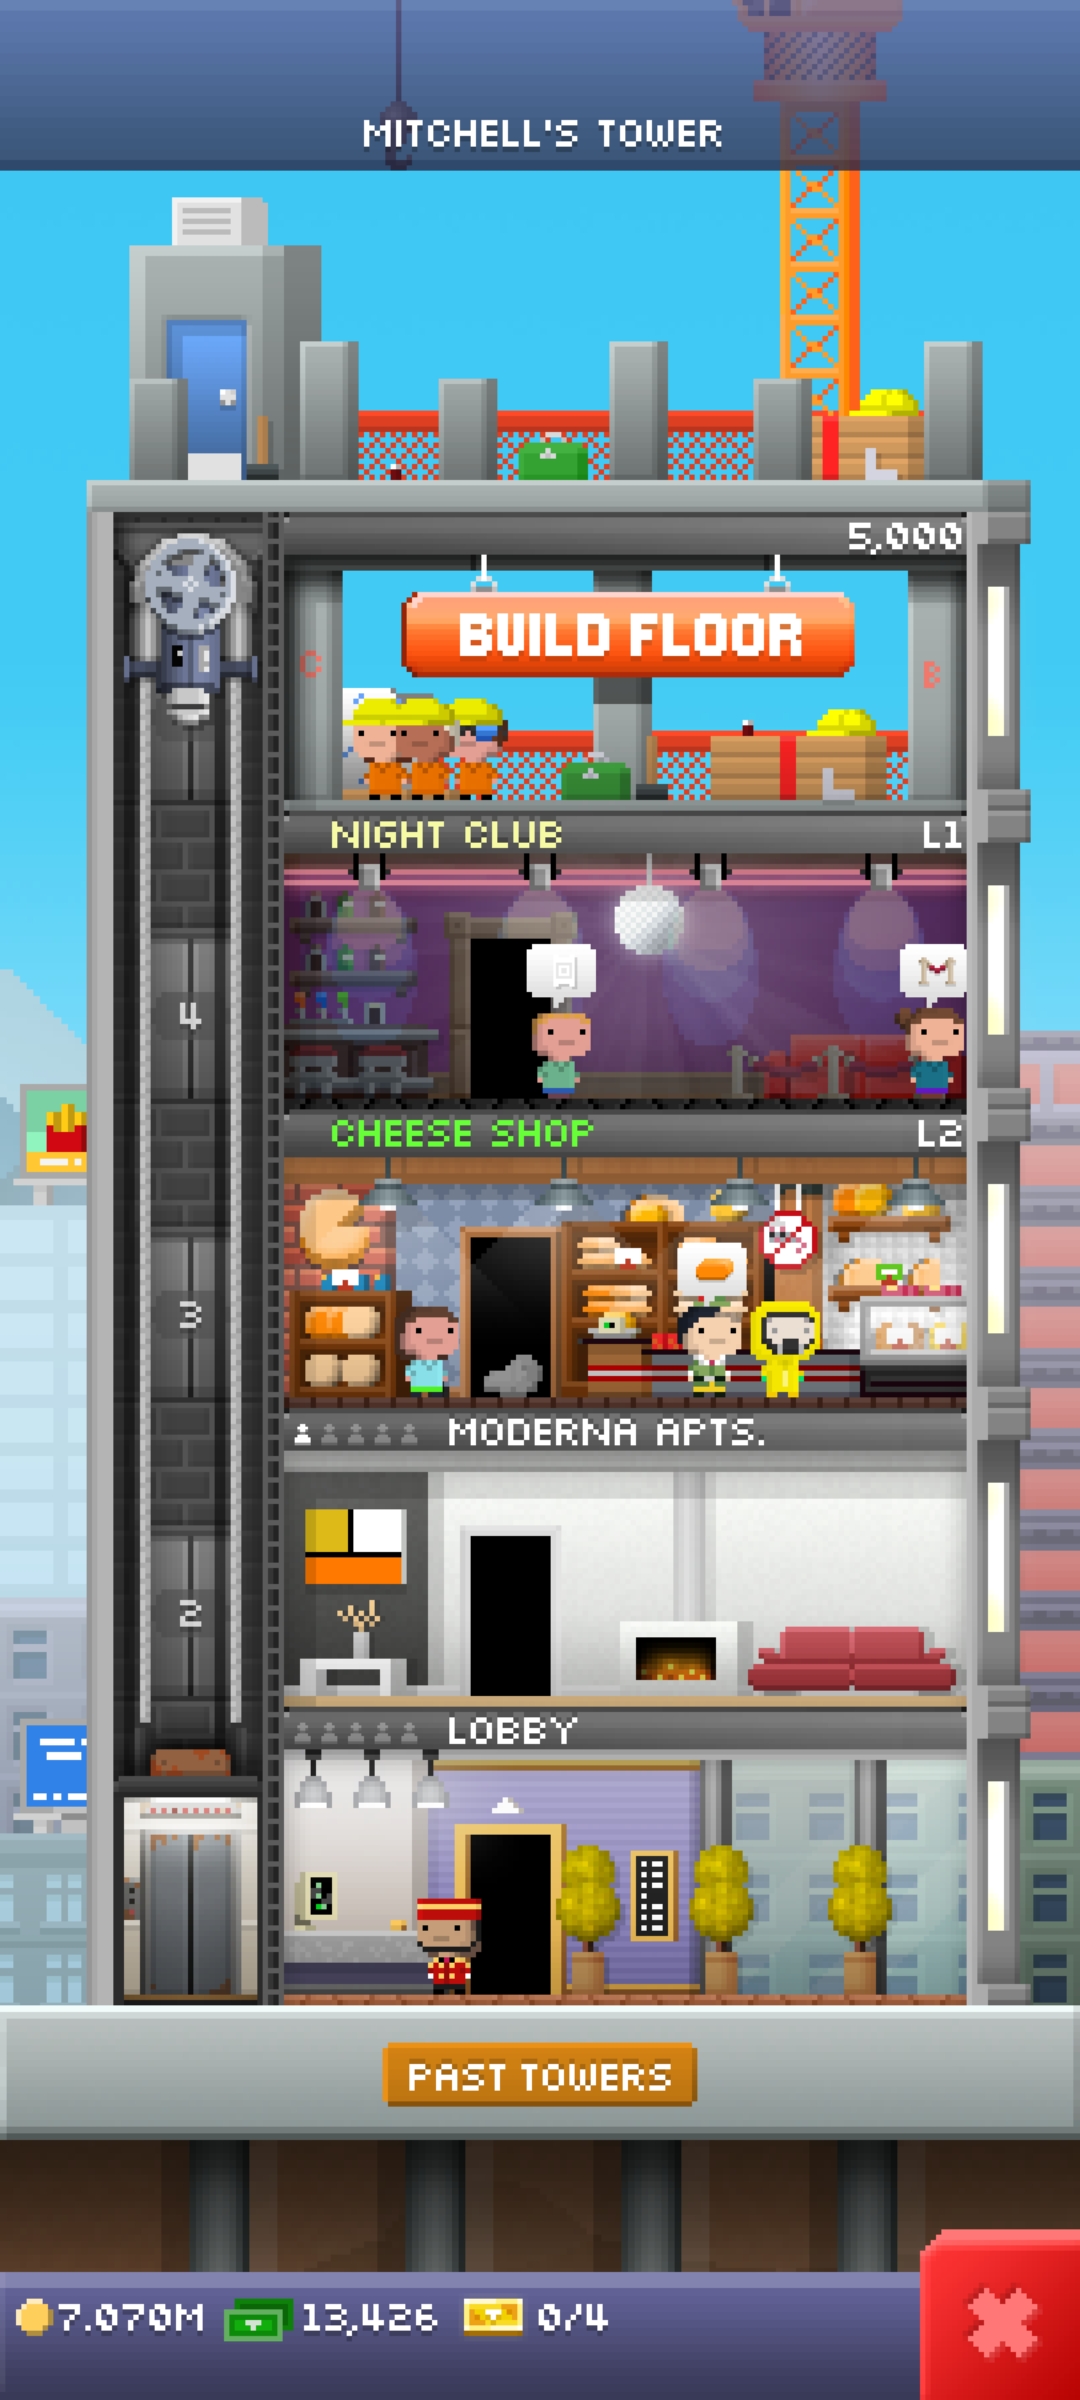 MITCHELL'S TOWER
5,000
BUILD FLOOR
C
B
NIGHT CLUB L1
4
CHEESE SHOP L2
3
MODERNA APTS.
2
LOBBY
PAST TOWERS
7.070M 13,426 0/4